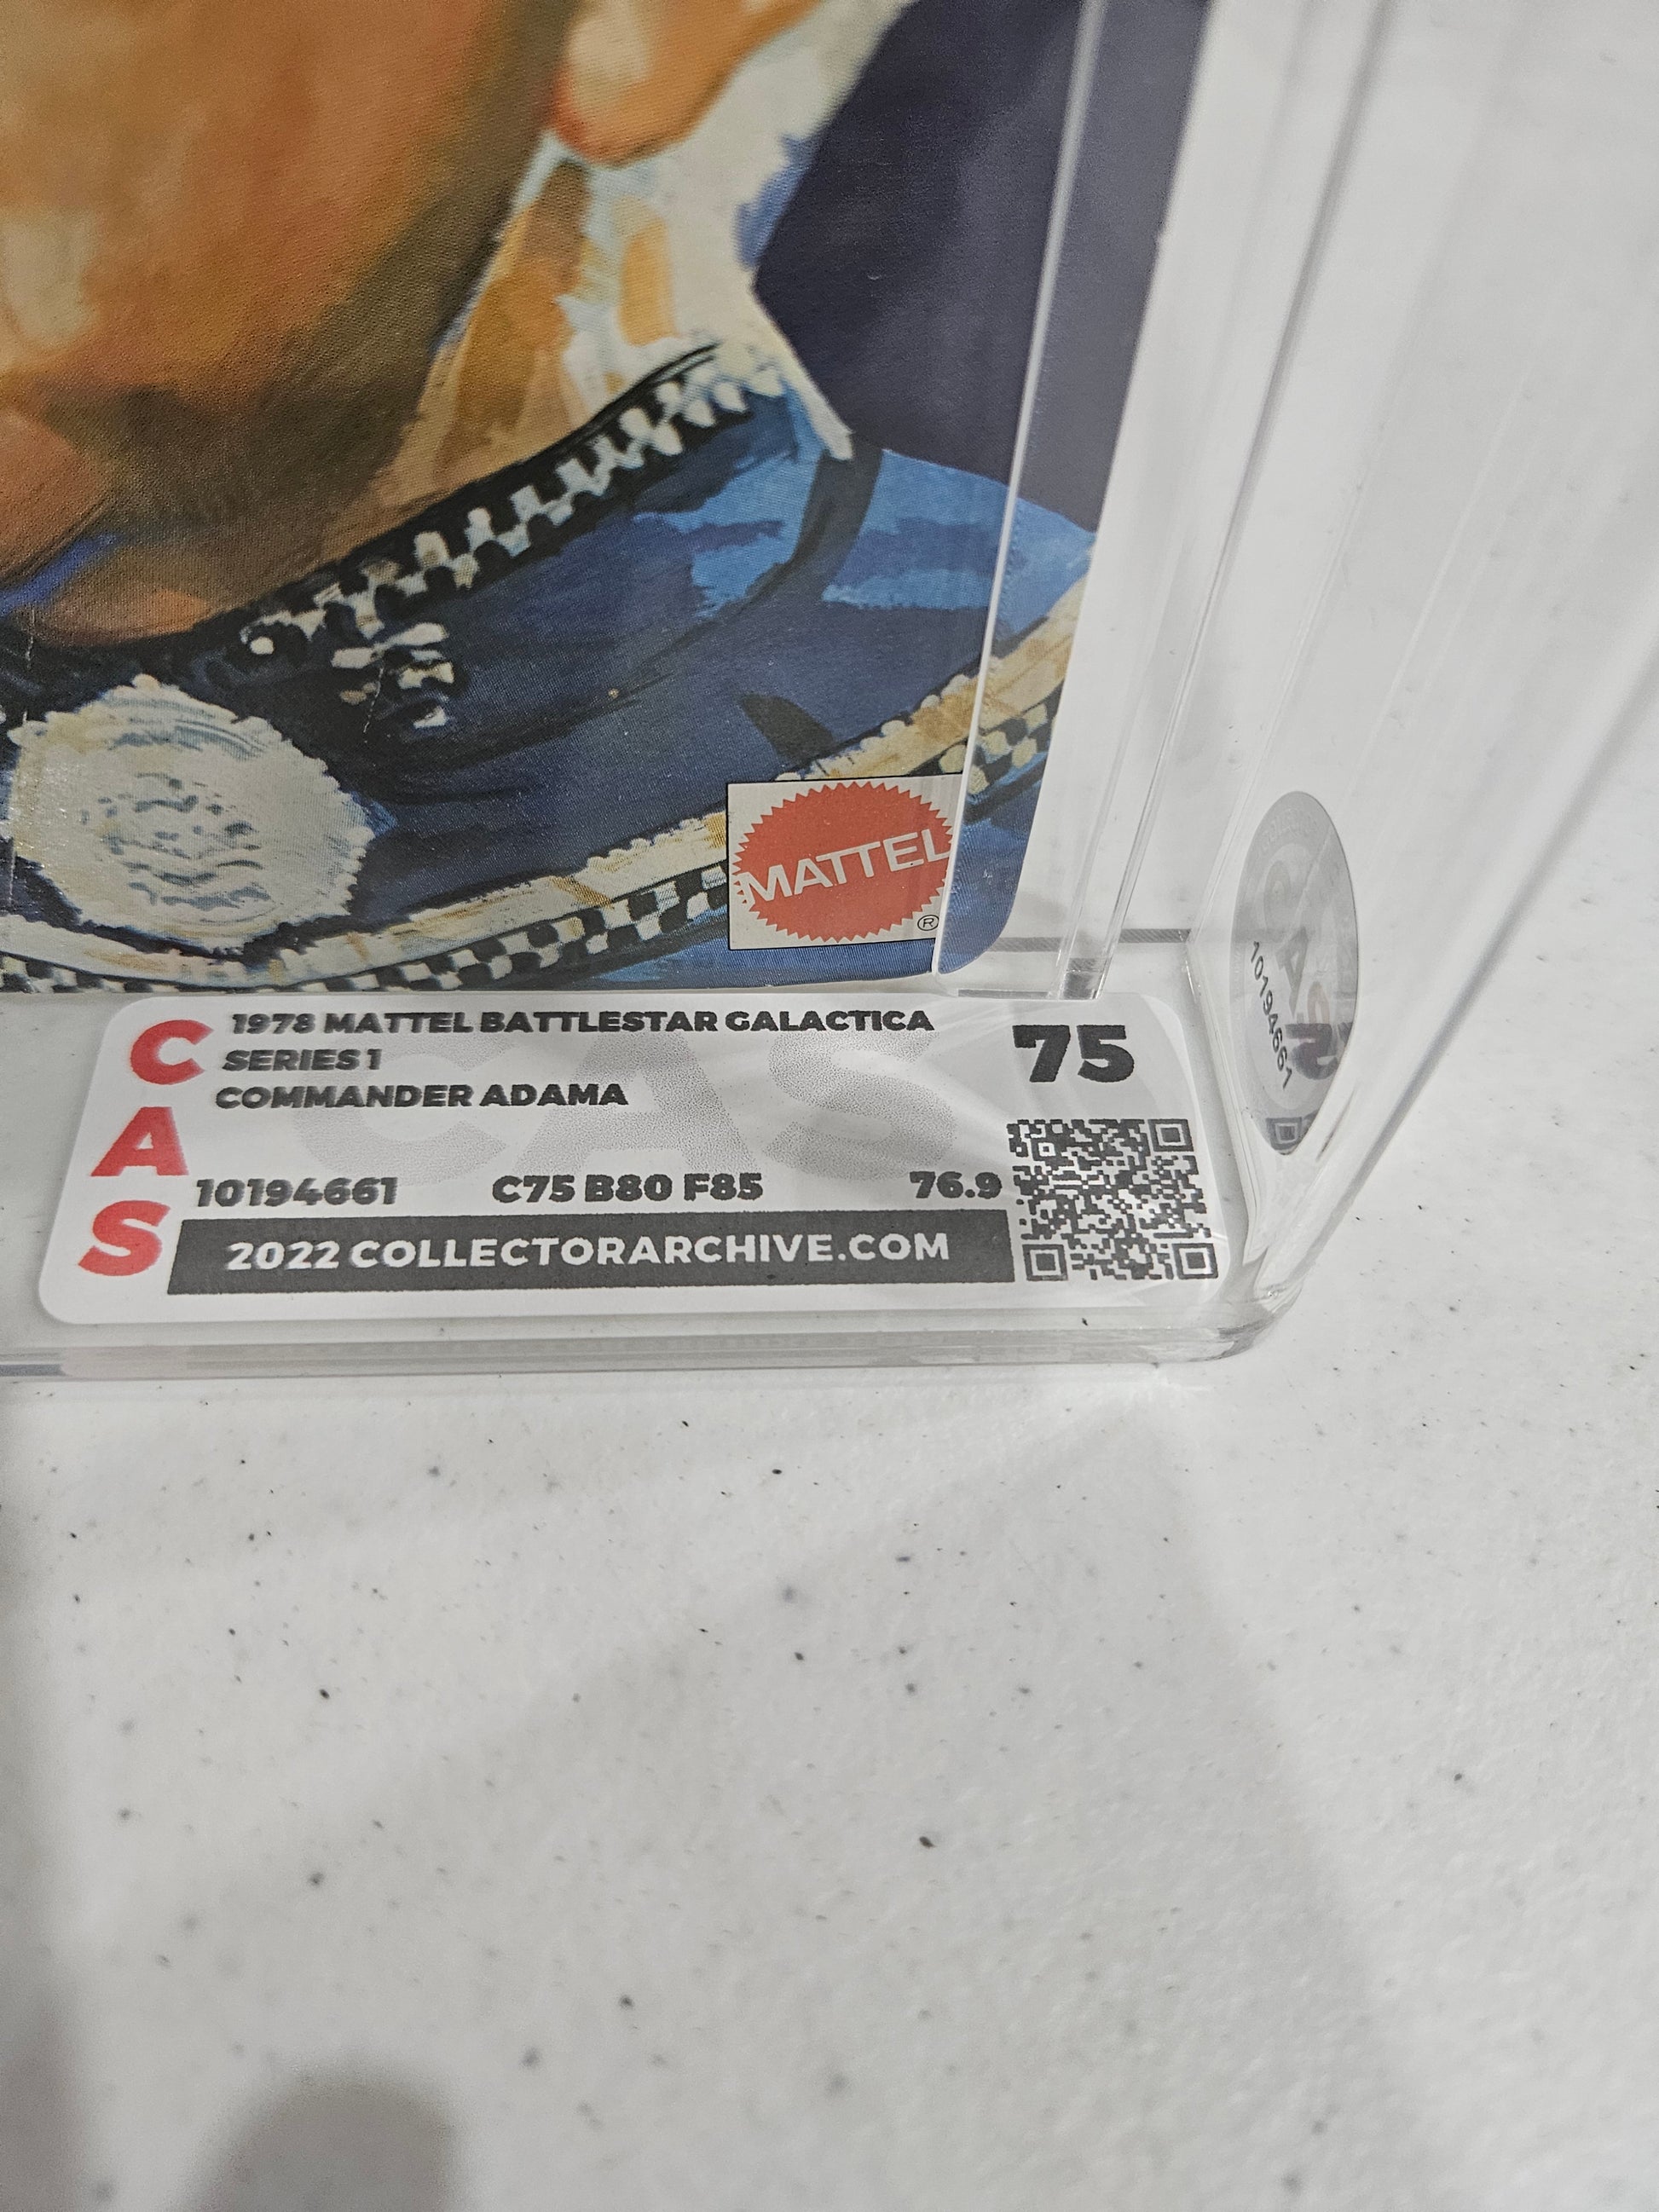 MATTEL
®
CAS
1978 MATTEL BATTLESTAR GALACTICA
SERIES 1
COMMANDER ADAMA
75
10194661 C75 B80 F85 76.9
2022 COLLECTORARCHIVE.COM
CAS
10194661